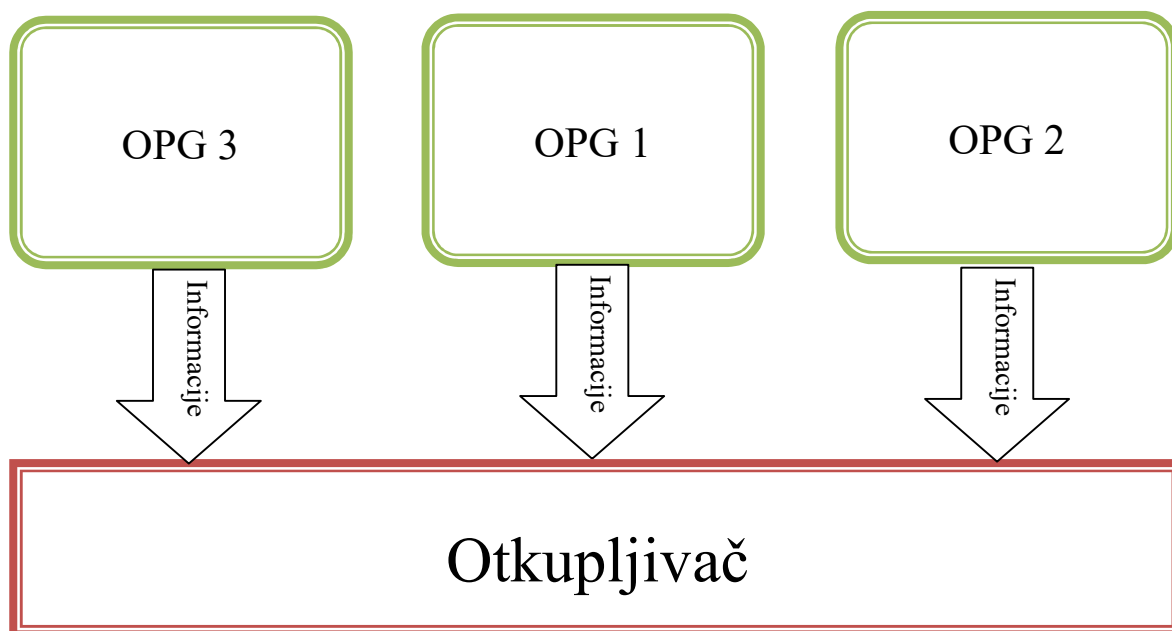 OPG 3
OPG 1
OPG 2
Informacije
Informacije
Informacije
Otkupljivač